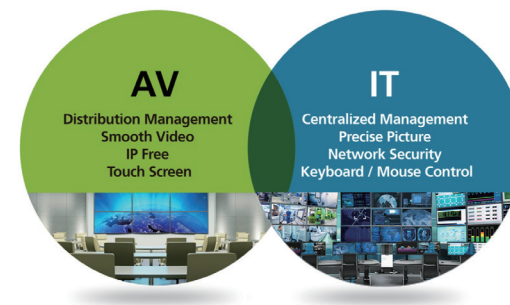 AV
Distribution Management
Smooth Video
IP Free
Touch Screen
IT
Centralized Management
Precise Picture
Network Security
Keyboard / Mouse Control